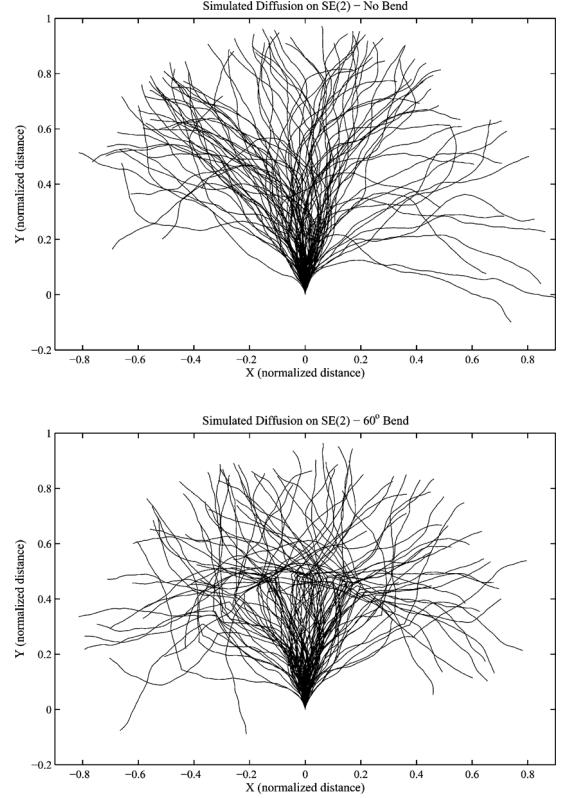 Simulated Diffusion on SE(2) − No Bend
1
0.8
0.6
0.4
0.2
0
−0.2
Y (normalized distance)
−0.8 −0.6 −0.4 −0.2 0 0.2 0.4 0.6 0.8
X (normalized distance)
Simulated Diffusion on SE(2) − 60° Bend
1
0.8
0.6
0.4
0.2
0
−0.2
Y (normalized distance)
−0.8 −0.6 −0.4 −0.2 0 0.2 0.4 0.6 0.8
X (normalized distance)